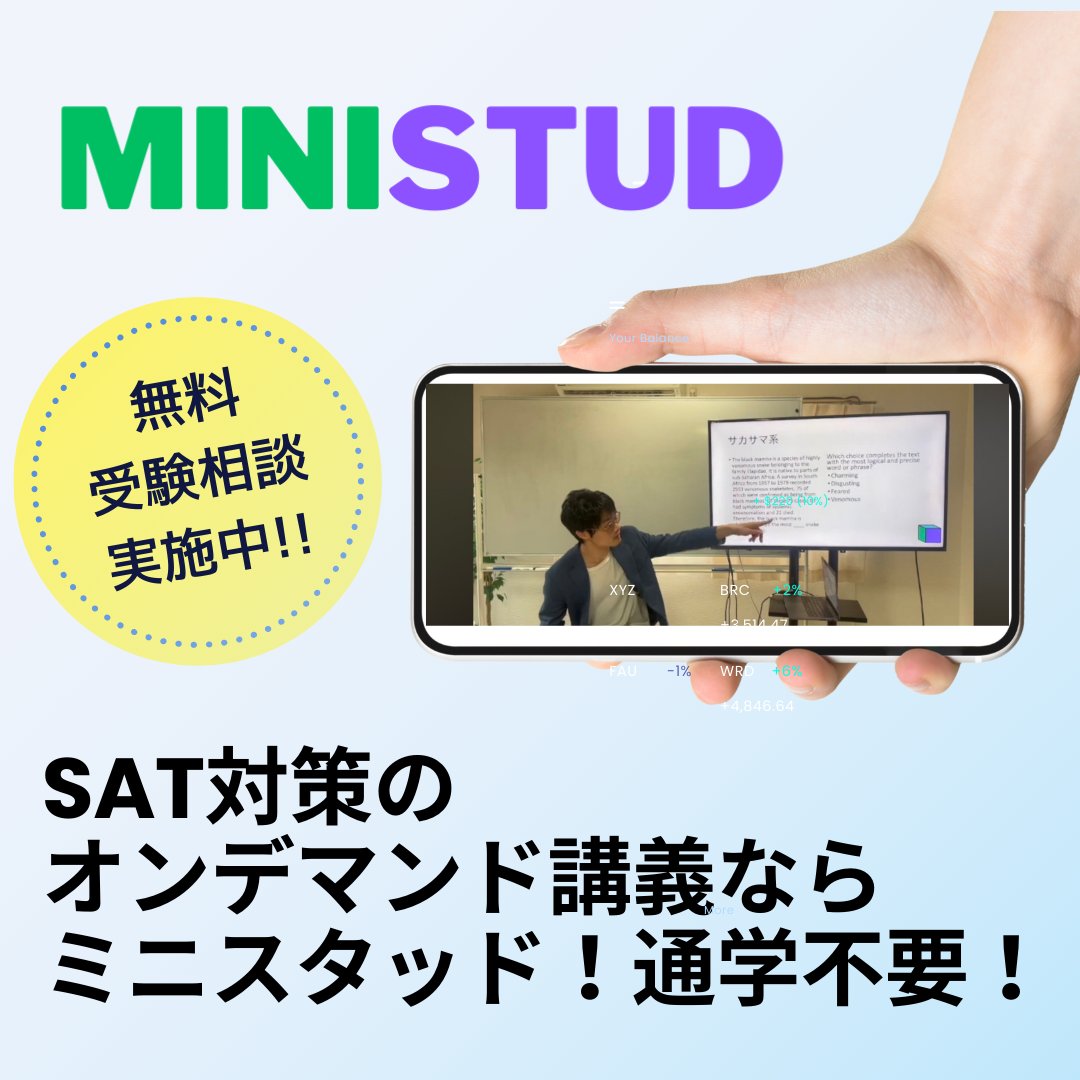 MINISTUD
無料
受験相談
実施中!!
Your Balance
サカサマ系
Which choice completes the text
with the most logical and precise
word or phrase?
•Charming
•Disgusting
•Feared
•Venomous
+ $225 (10%)
XYZ BRC +2%
+3,514.47
FAU -1% WRD +6%
+4,846.64
SAT対策の
オンデマンド講義なら
More
ミニスタッド！通学不要！